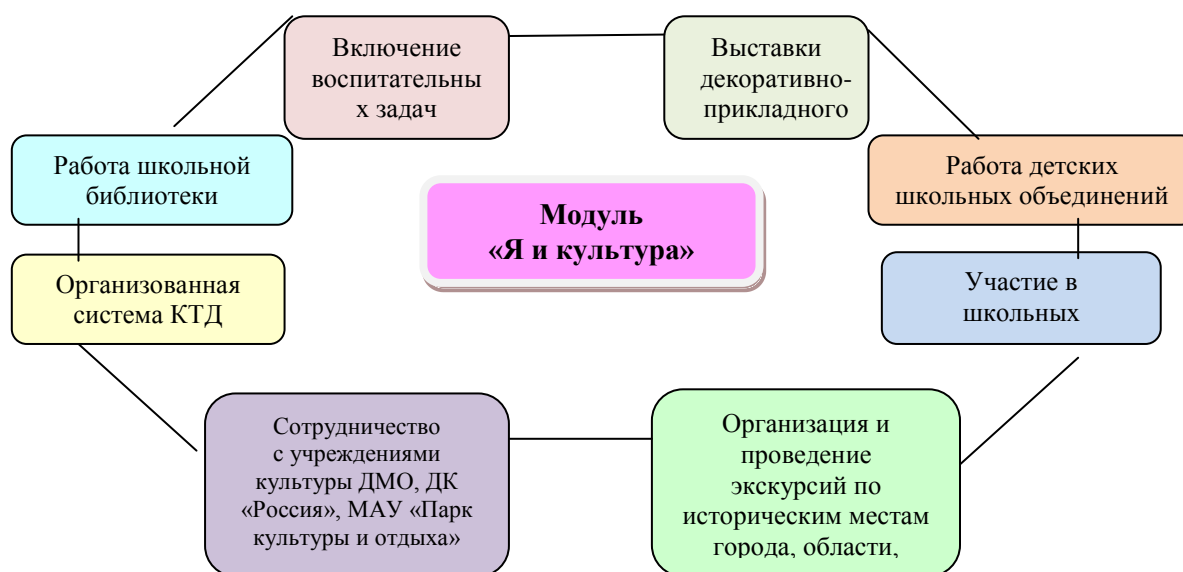 Включение
воспитательны
х задач
Выставки
декоративно-
прикладного
Работа школьной
библиотеки
Работа детских
школьных объединений
Модуль
«Я и культура»
Организованная
система КТД
Участие в
школьных
Сотрудничество
с учреждениями
культуры ДМО, ДК
«Россия», МАУ «Парк
культуры и отдыха»
Организация и
проведение
экскурсий по
историческим местам
города, области,